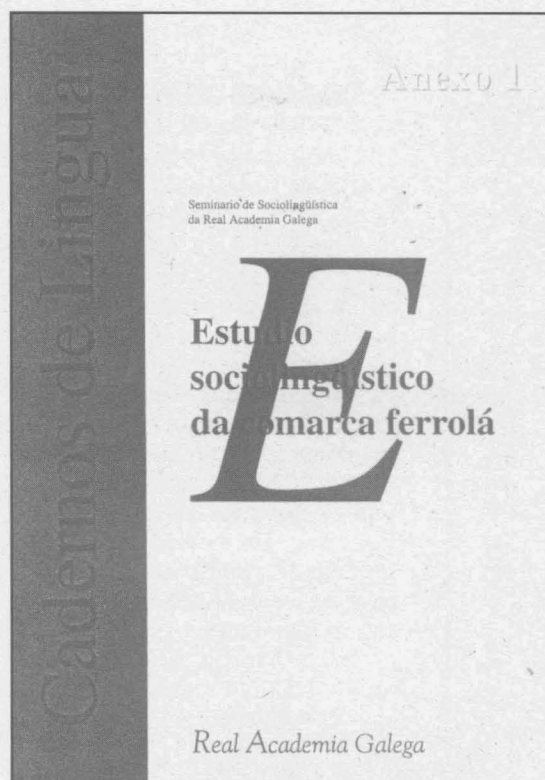 Cadernos de Lingua
Anexo 1
Seminario de Sociolingüística
da Real Academia Galega
E
Estudio
sociolingüístico
da comarca ferrolá
Real Academia Galega